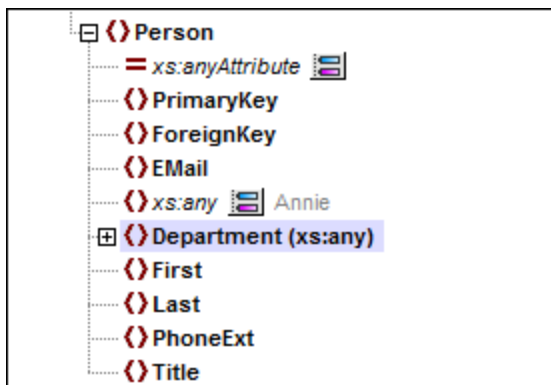 Person
xs:anyAttribute
PrimaryKey
ForeignKey
EMail
xs:any Annie
Department (xs:any)
First
Last
PhoneExt
Title